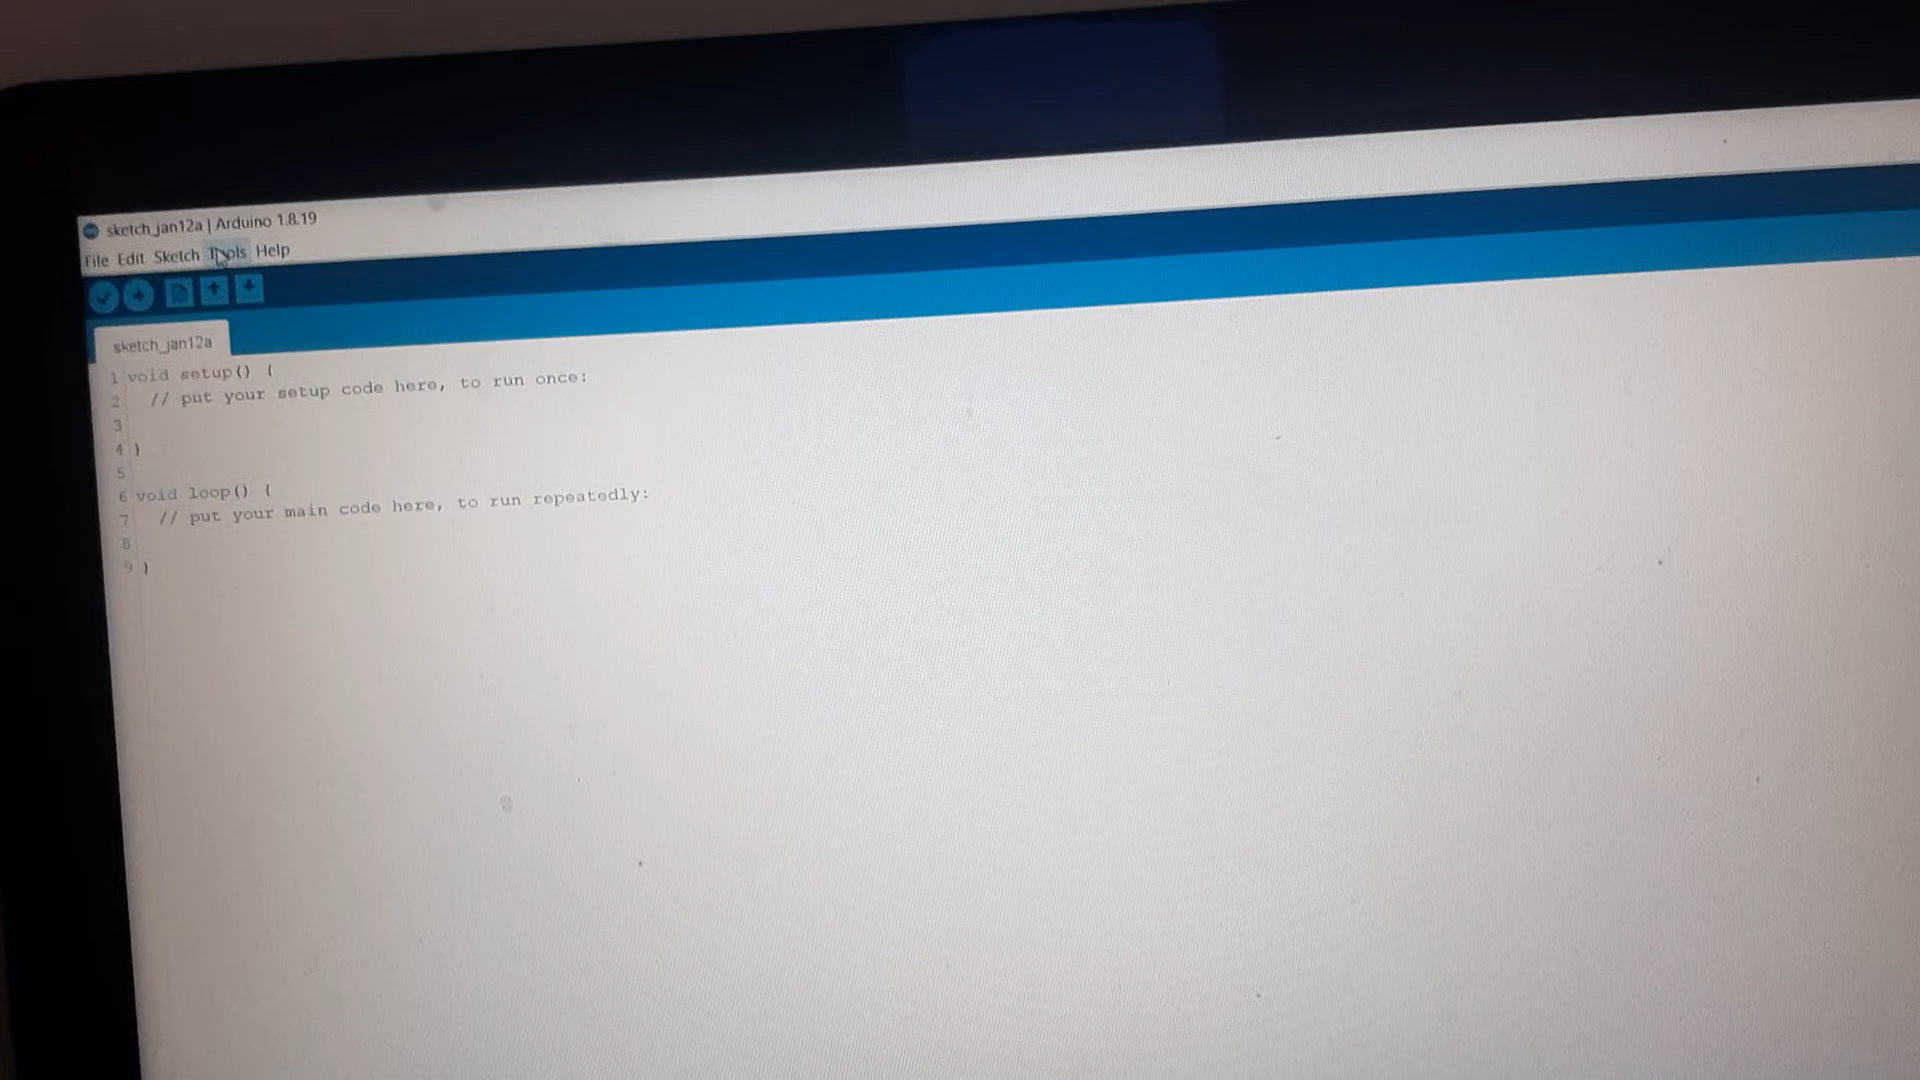 sketch_jan12a | Arduino 1.8.19
File Edit Sketch Tools Help
sketch_jan12a
1 void setup() {
2 // put your setup code here, to run once:
3
4 }
5
6 void loop() {
7 // put your main code here, to run repeatedly:
8
9 }